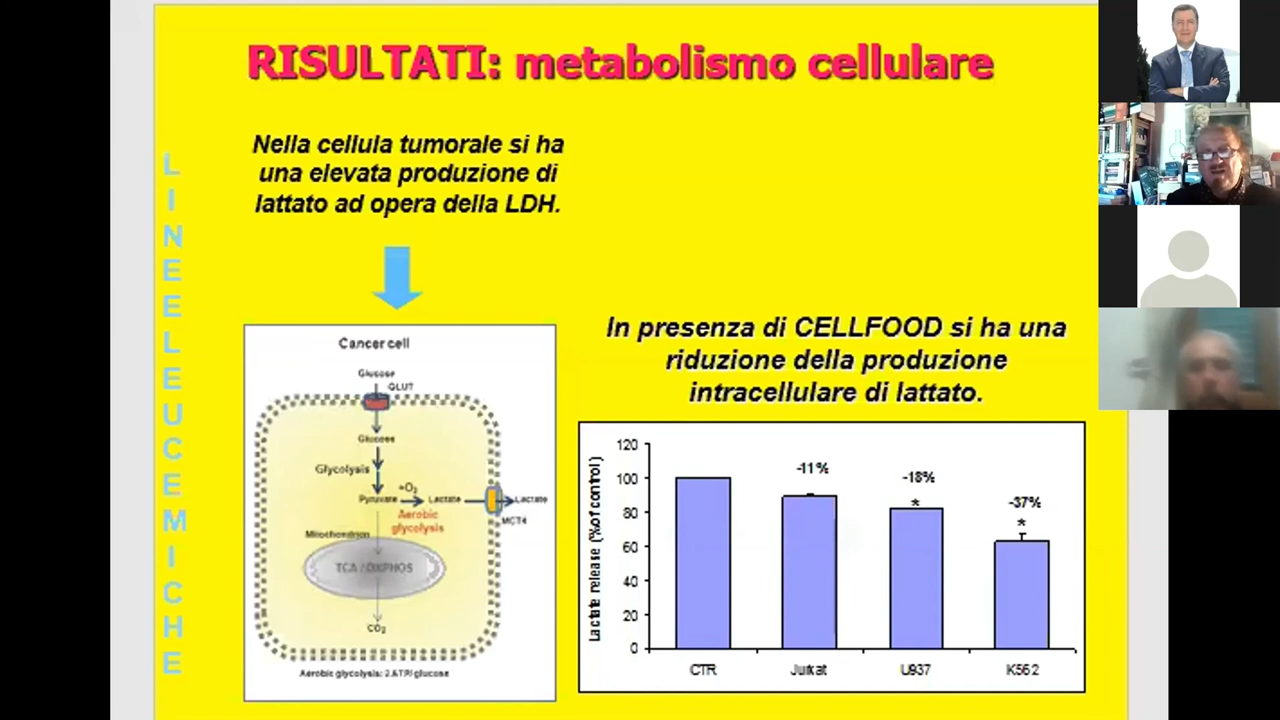 RISULTATI: metabolismo cellulare
LINEE LEUCEMICHE
Nella cellula tumorale si ha
una elevata produzione di
lattato ad opera della LDH.
Cancer cell
Glucose
GLUT
Glucose
Glycolysis
+O₂
Pyruvate
Lactate
Lactate
Aerobic
glycolysis
MCT4
Mitochondrion
TCA / OXPHOS
CO₂
Aerobic glycolysis: 2 ATP/glucose
In presenza di CELLFOOD si ha una
riduzione della produzione
intracellulare di lattato.
Lactate release (% of control)
120
100
80
60
40
20
0
-11%
-18%
*
-37%
*
CTR
Jurkat
U937
K562